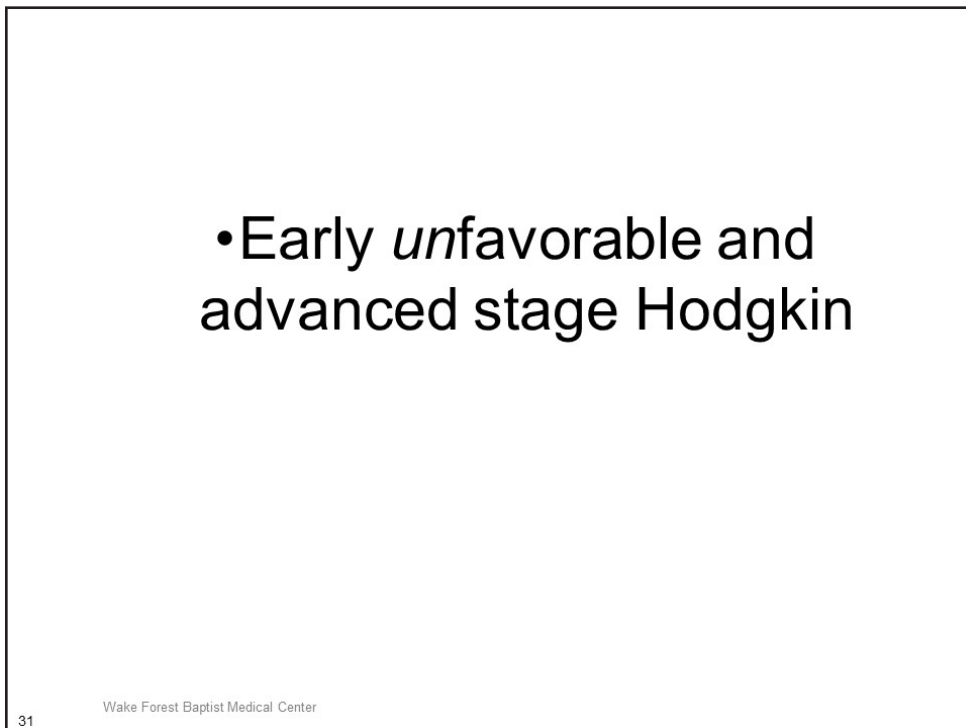 •Early unfavorable and
advanced stage Hodgkin
Wake Forest Baptist Medical Center
31